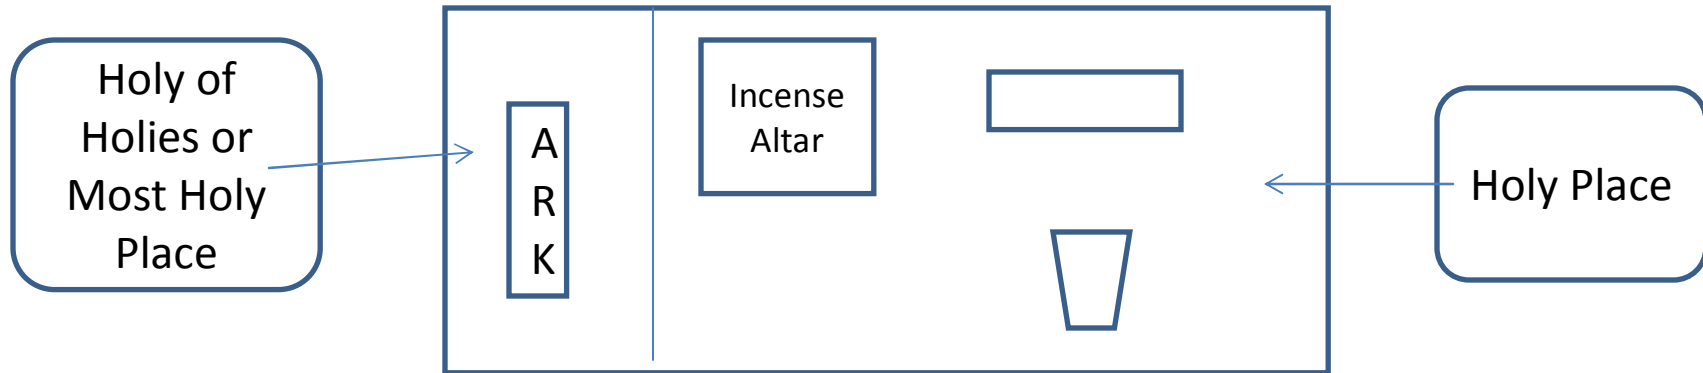 Holy of
Holies or
Most Holy
Place
A
R
K
Incense
Altar
Holy Place